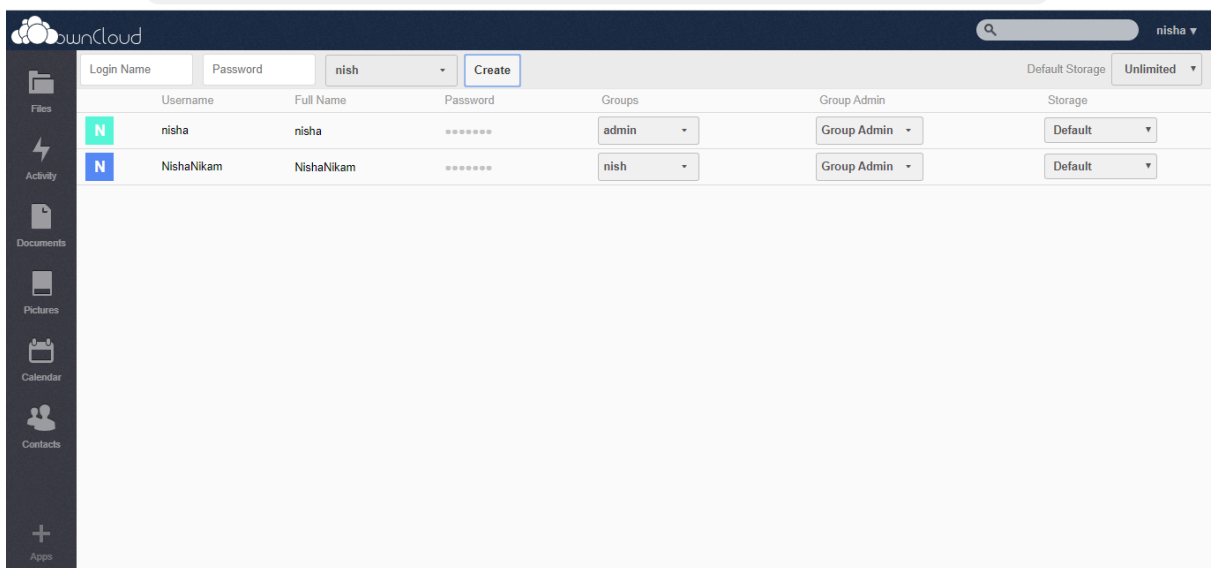 ownCloud nisha ▾
Login Name Password nish Create Default Storage Unlimited
Username Full Name Password Groups Group Admin Storage
N nisha nisha ●●●●●●● admin Group Admin Default
N NishaNikam NishaNikam ●●●●●●● nish Group Admin Default
Files
Activity
Documents
Pictures
Calendar
Contacts
Apps